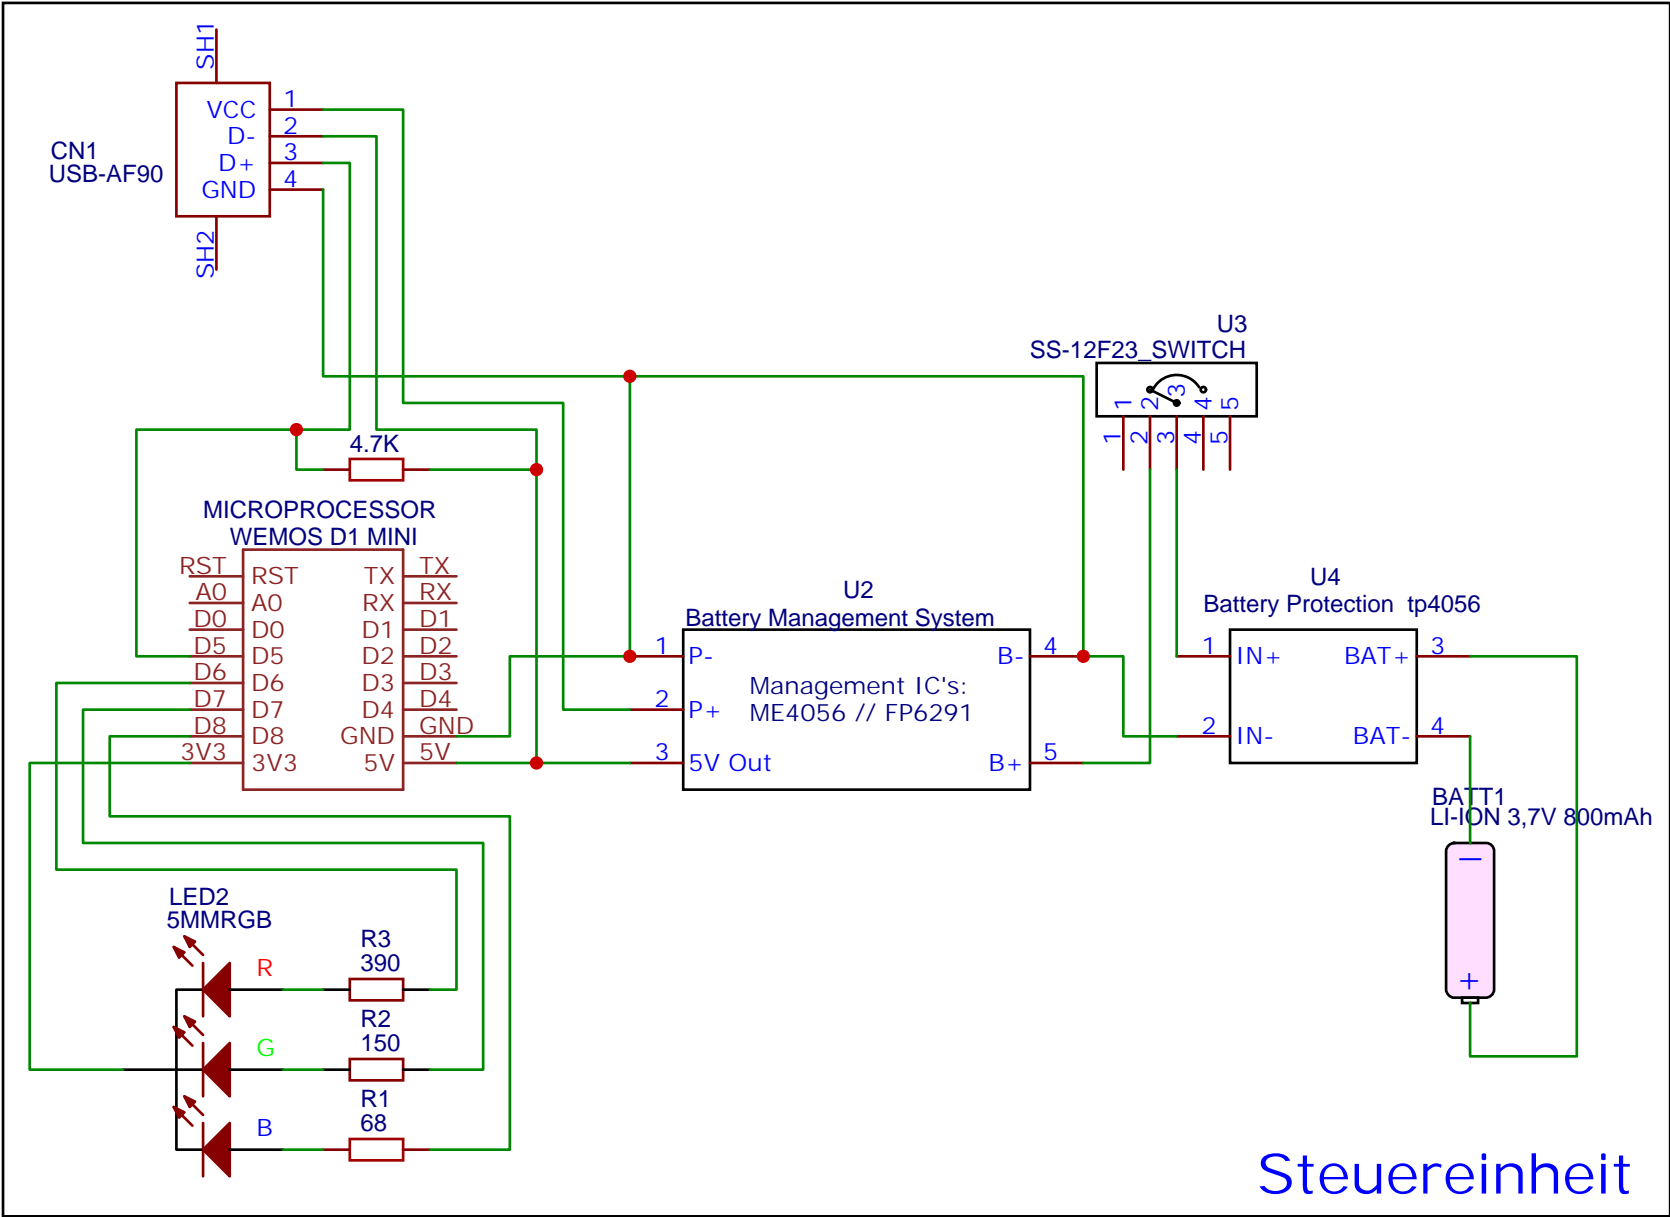 SH1
VCC 1
D- 2
D+ 3
GND 4
CN1
USB-AF90
SH2
U3
SS-12F23_SWITCH
1 2 3 4 5
1 2 3 4 5
4.7K
MICROPROCESSOR
WEMOS D1 MINI
RST RST TX TX
A0 A0 RX RX
D0 D0 D1 D1
D5 D5 D2 D2
D6 D6 D3 D3
D7 D7 D4 D4
D8 D8 GND GND
3V3 3V3 5V 5V
U2
Battery Management System
1 P- B- 4
Management IC's:
2 P+ ME4056 // FP6291
3 5V Out B+ 5
U4
Battery Protection tp4056
1 IN+ BAT+ 3
2 IN- BAT- 4
BATT1
LI-ION 3,7V 800mAh
–
+
LED2
5MMRGB
R
R3
390
G
R2
150
B
R1
68
Steuereinheit